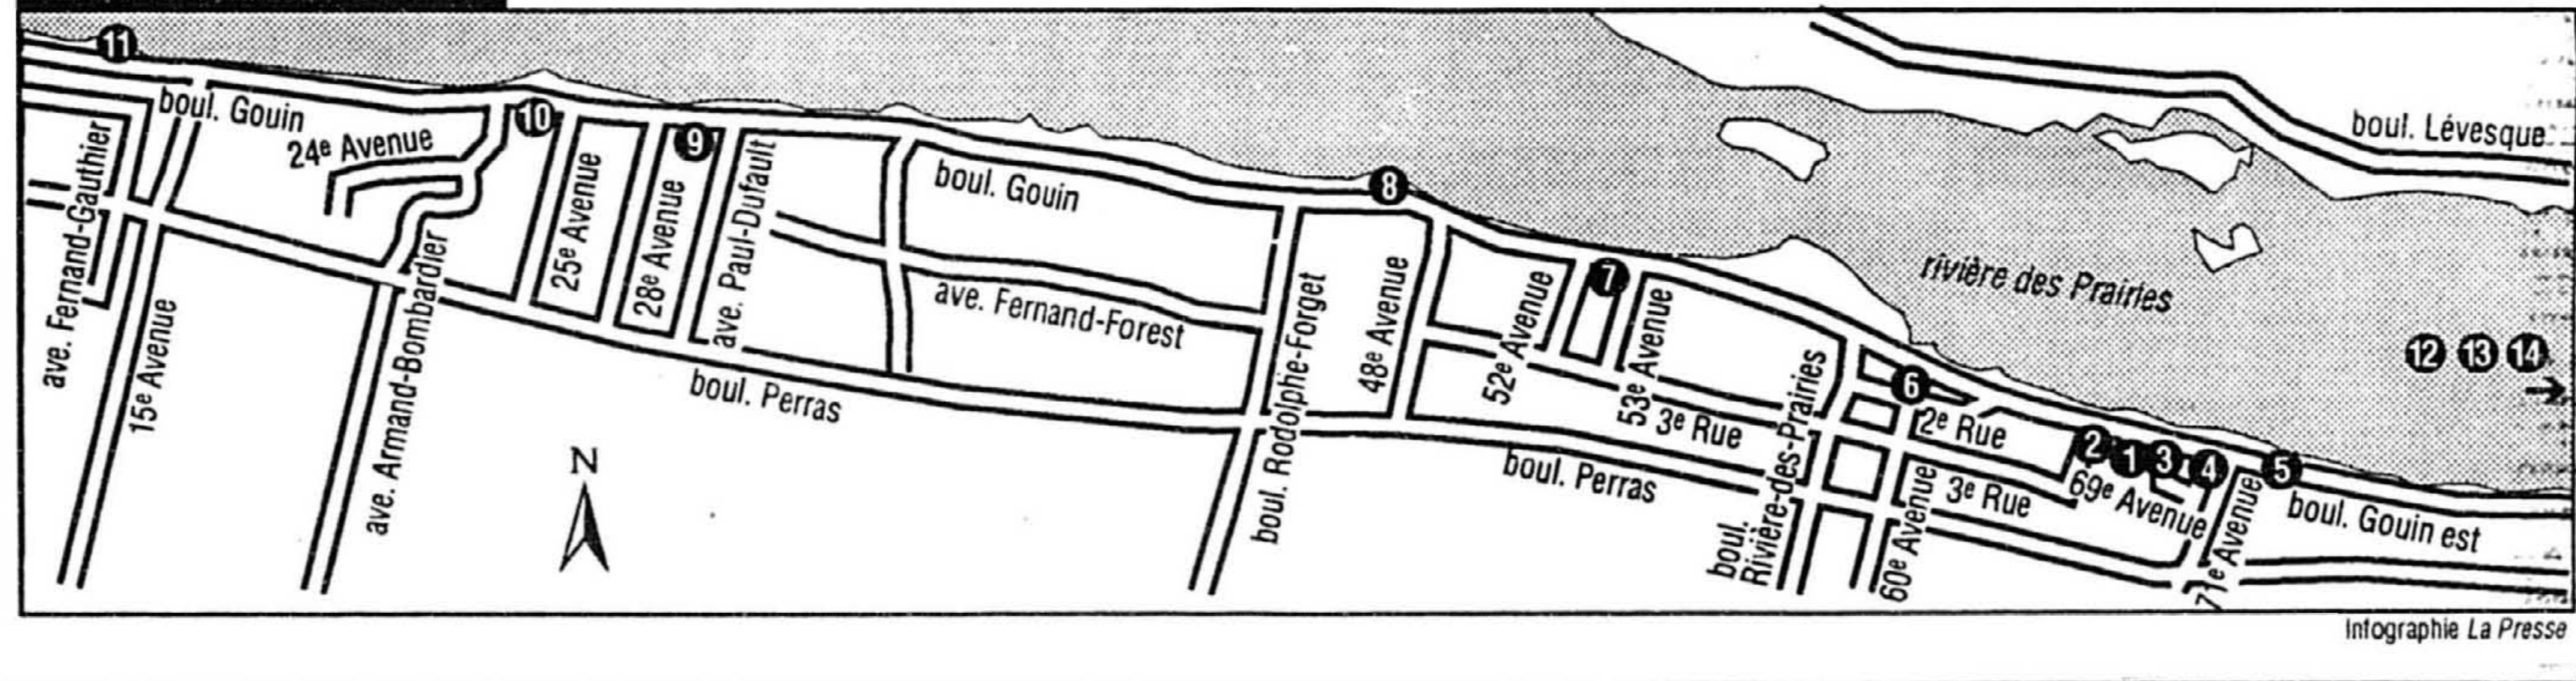 11
boul. Gouin
24e Avenue
10
9
ave. Fernand-Gauthier
15e Avenue
ave. Armand-Bombardier
25e Avenue
28e Avenue
ave. Paul-Dufault
boul. Gouin
ave. Fernand-Forest
boul. Perras
N
8
boul. Rodolphe-Forget
48e Avenue
52e Avenue
7
53e Avenue
3e Rue
boul. Perras
boul.
Rivière-des-Prairies
6
2e Rue
60e Avenue
3e Rue
2 1 3 4 5
69e Avenue
71e Avenue
boul. Gouin est
boul. Lévesque
rivière des Prairies
12 13 14
Infographie La Presse